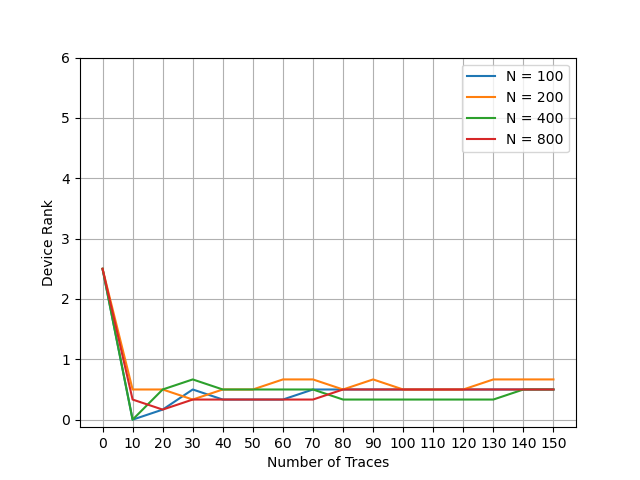 6
5
4
3
2
1
0
Device Rank
N = 100
N = 200
N = 400
N = 800
0 10 20 30 40 50 60 70 80 90 100 110 120 130 140 150
Number of Traces